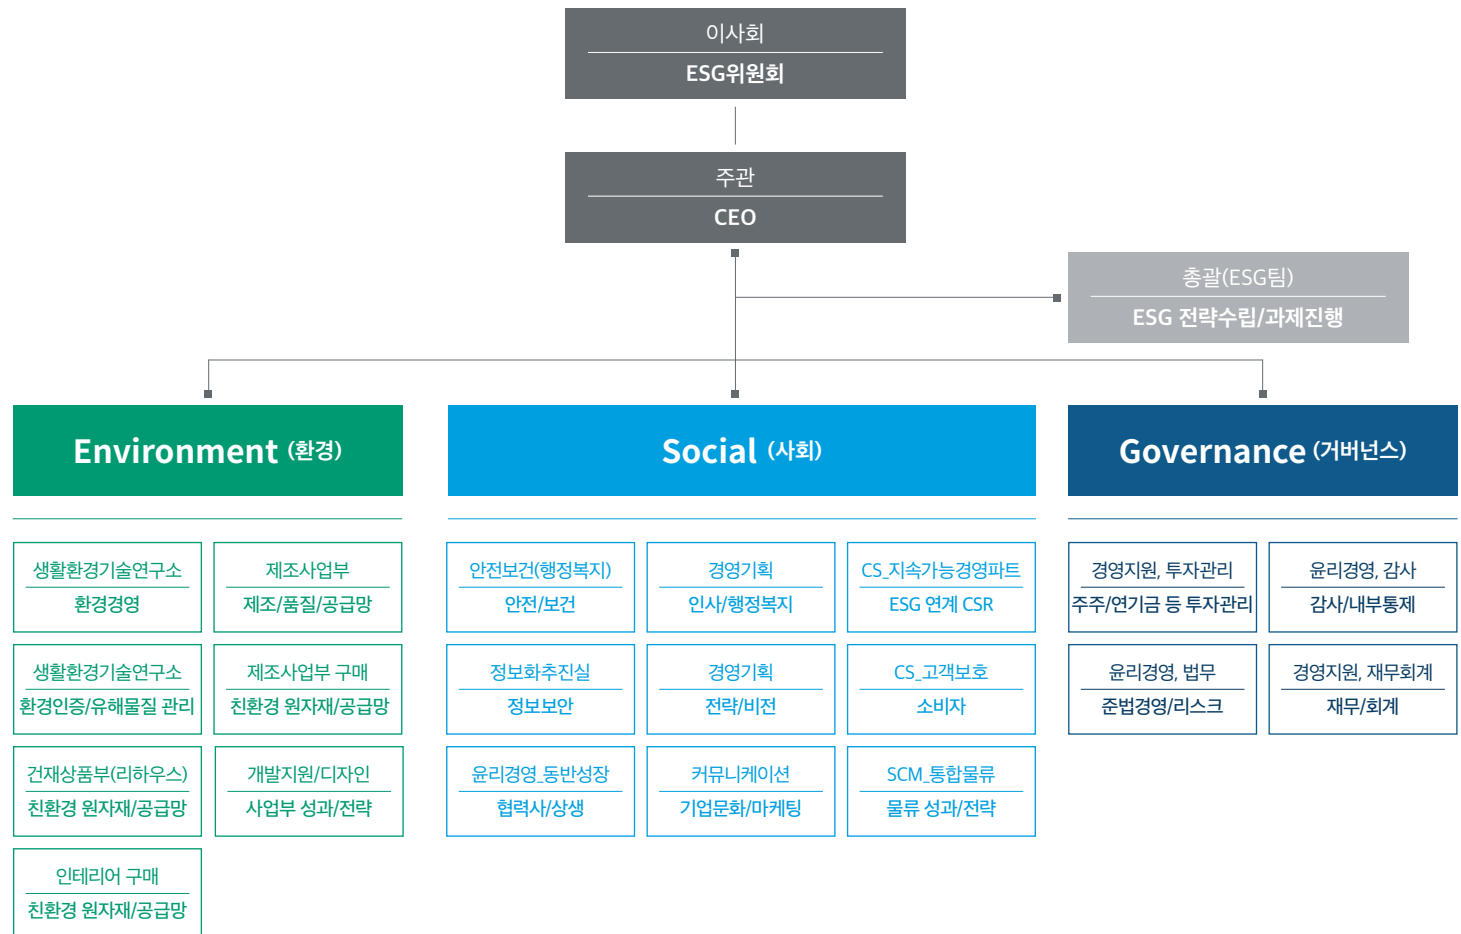 이사회
ESG위원회
주관
CEO
총괄(ESG팀)
ESG 전략수립/과제진행
Environment (환경)
생활환경기술연구소
환경경영
제조사업부
제조/품질/공급망
생활환경기술연구소
환경인증/유해물질 관리
제조사업부 구매
친환경 원자재/공급망
건재상품부(리하우스)
친환경 원자재/공급망
개발지원/디자인
사업부 성과/전략
인테리어 구매
친환경 원자재/공급망
Social (사회)
안전보건(행정복지)
안전/보건
경영기획
인사/행정복지
CS_지속가능경영파트
ESG 연계 CSR
정보화추진실
정보보안
경영기획
전략/비전
CS_고객보호
소비자
윤리경영_동반성장
협력사/상생
커뮤니케이션
기업문화/마케팅
SCM_통합물류
물류 성과/전략
Governance (거버넌스)
경영지원, 투자관리
주주/연기금 등 투자관리
윤리경영, 감사
감사/내부통제
윤리경영, 법무
준법경영/리스크
경영지원, 재무회계
재무/회계